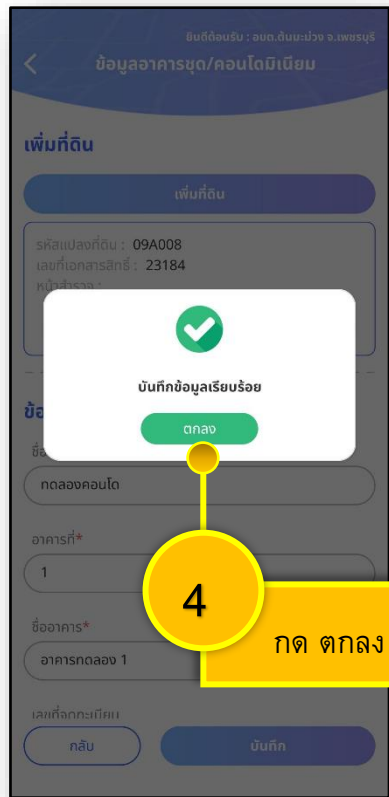 ยินดีต้อนรับ : อบต.ต้นมะม่วง จ.เพชรบุรี
ข้อมูลอาคารชุด/คอนโดมิเนียม
เพิ่มที่ดิน
เพิ่มที่ดิน
รหัสแปลงที่ดิน : 09A008
เลขที่เอกสารสิทธิ์ : 23184
หน้าสำรวจ :
บันทึกข้อมูลเรียบร้อย
ตกลง
ทดลองคอนโด
อาคารที่*
1
4
กด ตกลง
ชื่ออาคาร*
อาคารทดลอง 1
เลขที่จดทะเบียน
กลับ
บันทึก